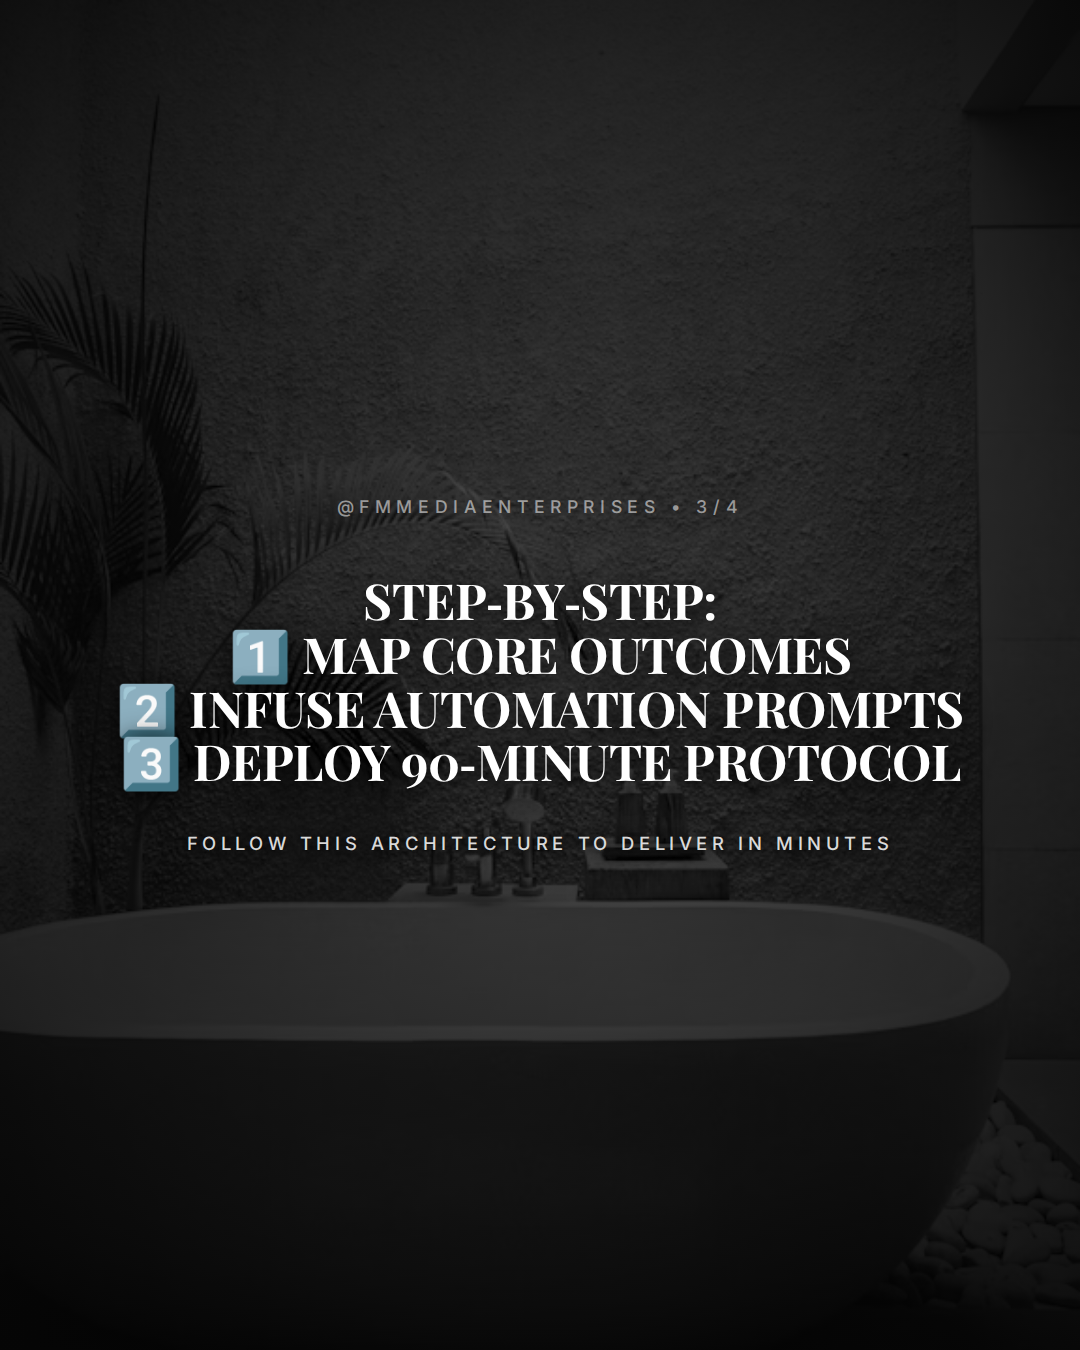 @FMMEDIAENTERPRISES • 3/4
STEP-BY-STEP:
1️⃣ MAP CORE OUTCOMES
2️⃣ INFUSE AUTOMATION PROMPTS
3️⃣ DEPLOY 90-MINUTE PROTOCOL
FOLLOW THIS ARCHITECTURE TO DELIVER IN MINUTES